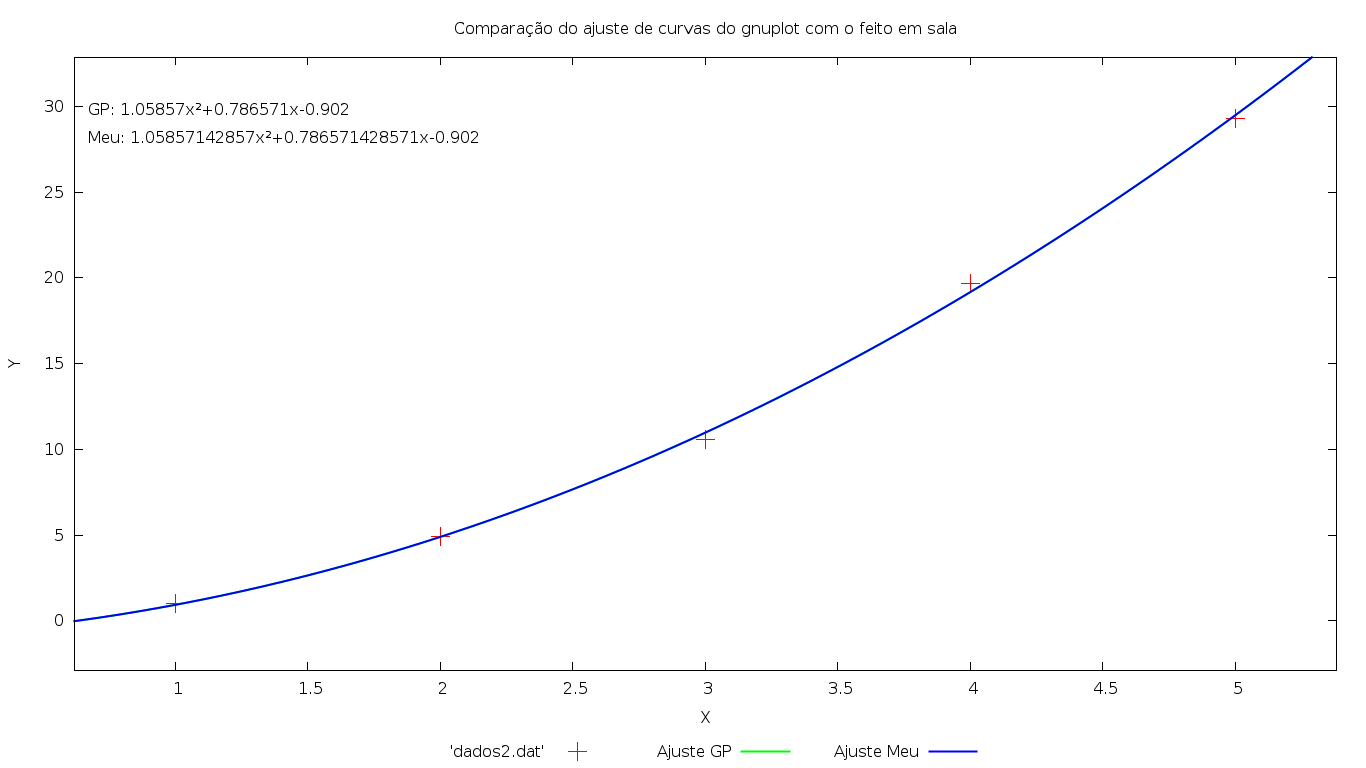 Comparação do ajuste de curvas do gnuplot com o feito em sala
GP: 1.05857x²+0.786571x-0.902
Meu: 1.05857142857x²+0.786571428571x-0.902
30
25
20
15
10
5
0
Y
1 1.5 2 2.5 3 3.5 4 4.5 5
X
'dados2.dat' Ajuste GP Ajuste Meu